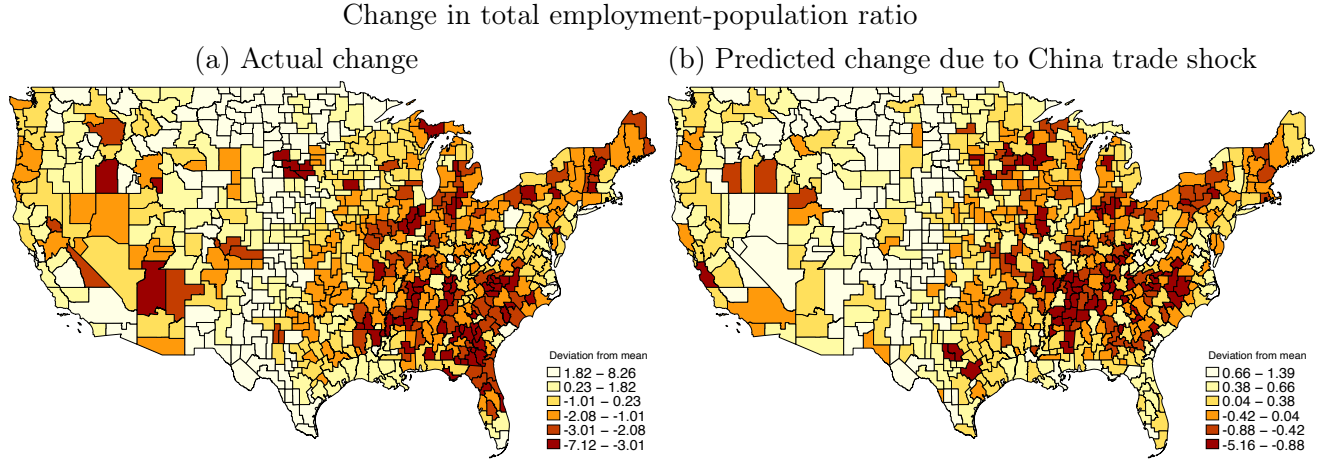 Change in total employment-population ratio
(a) Actual change
(b) Predicted change due to China trade shock
Deviation from mean
1.82 – 8.26
0.23 – 1.82
-1.01 – 0.23
-2.08 – -1.01
-3.01 – -2.08
-7.12 – -3.01
Deviation from mean
0.66 – 1.39
0.38 – 0.66
0.04 – 0.38
-0.42 – 0.04
-0.88 – -0.42
-5.16 – -0.88